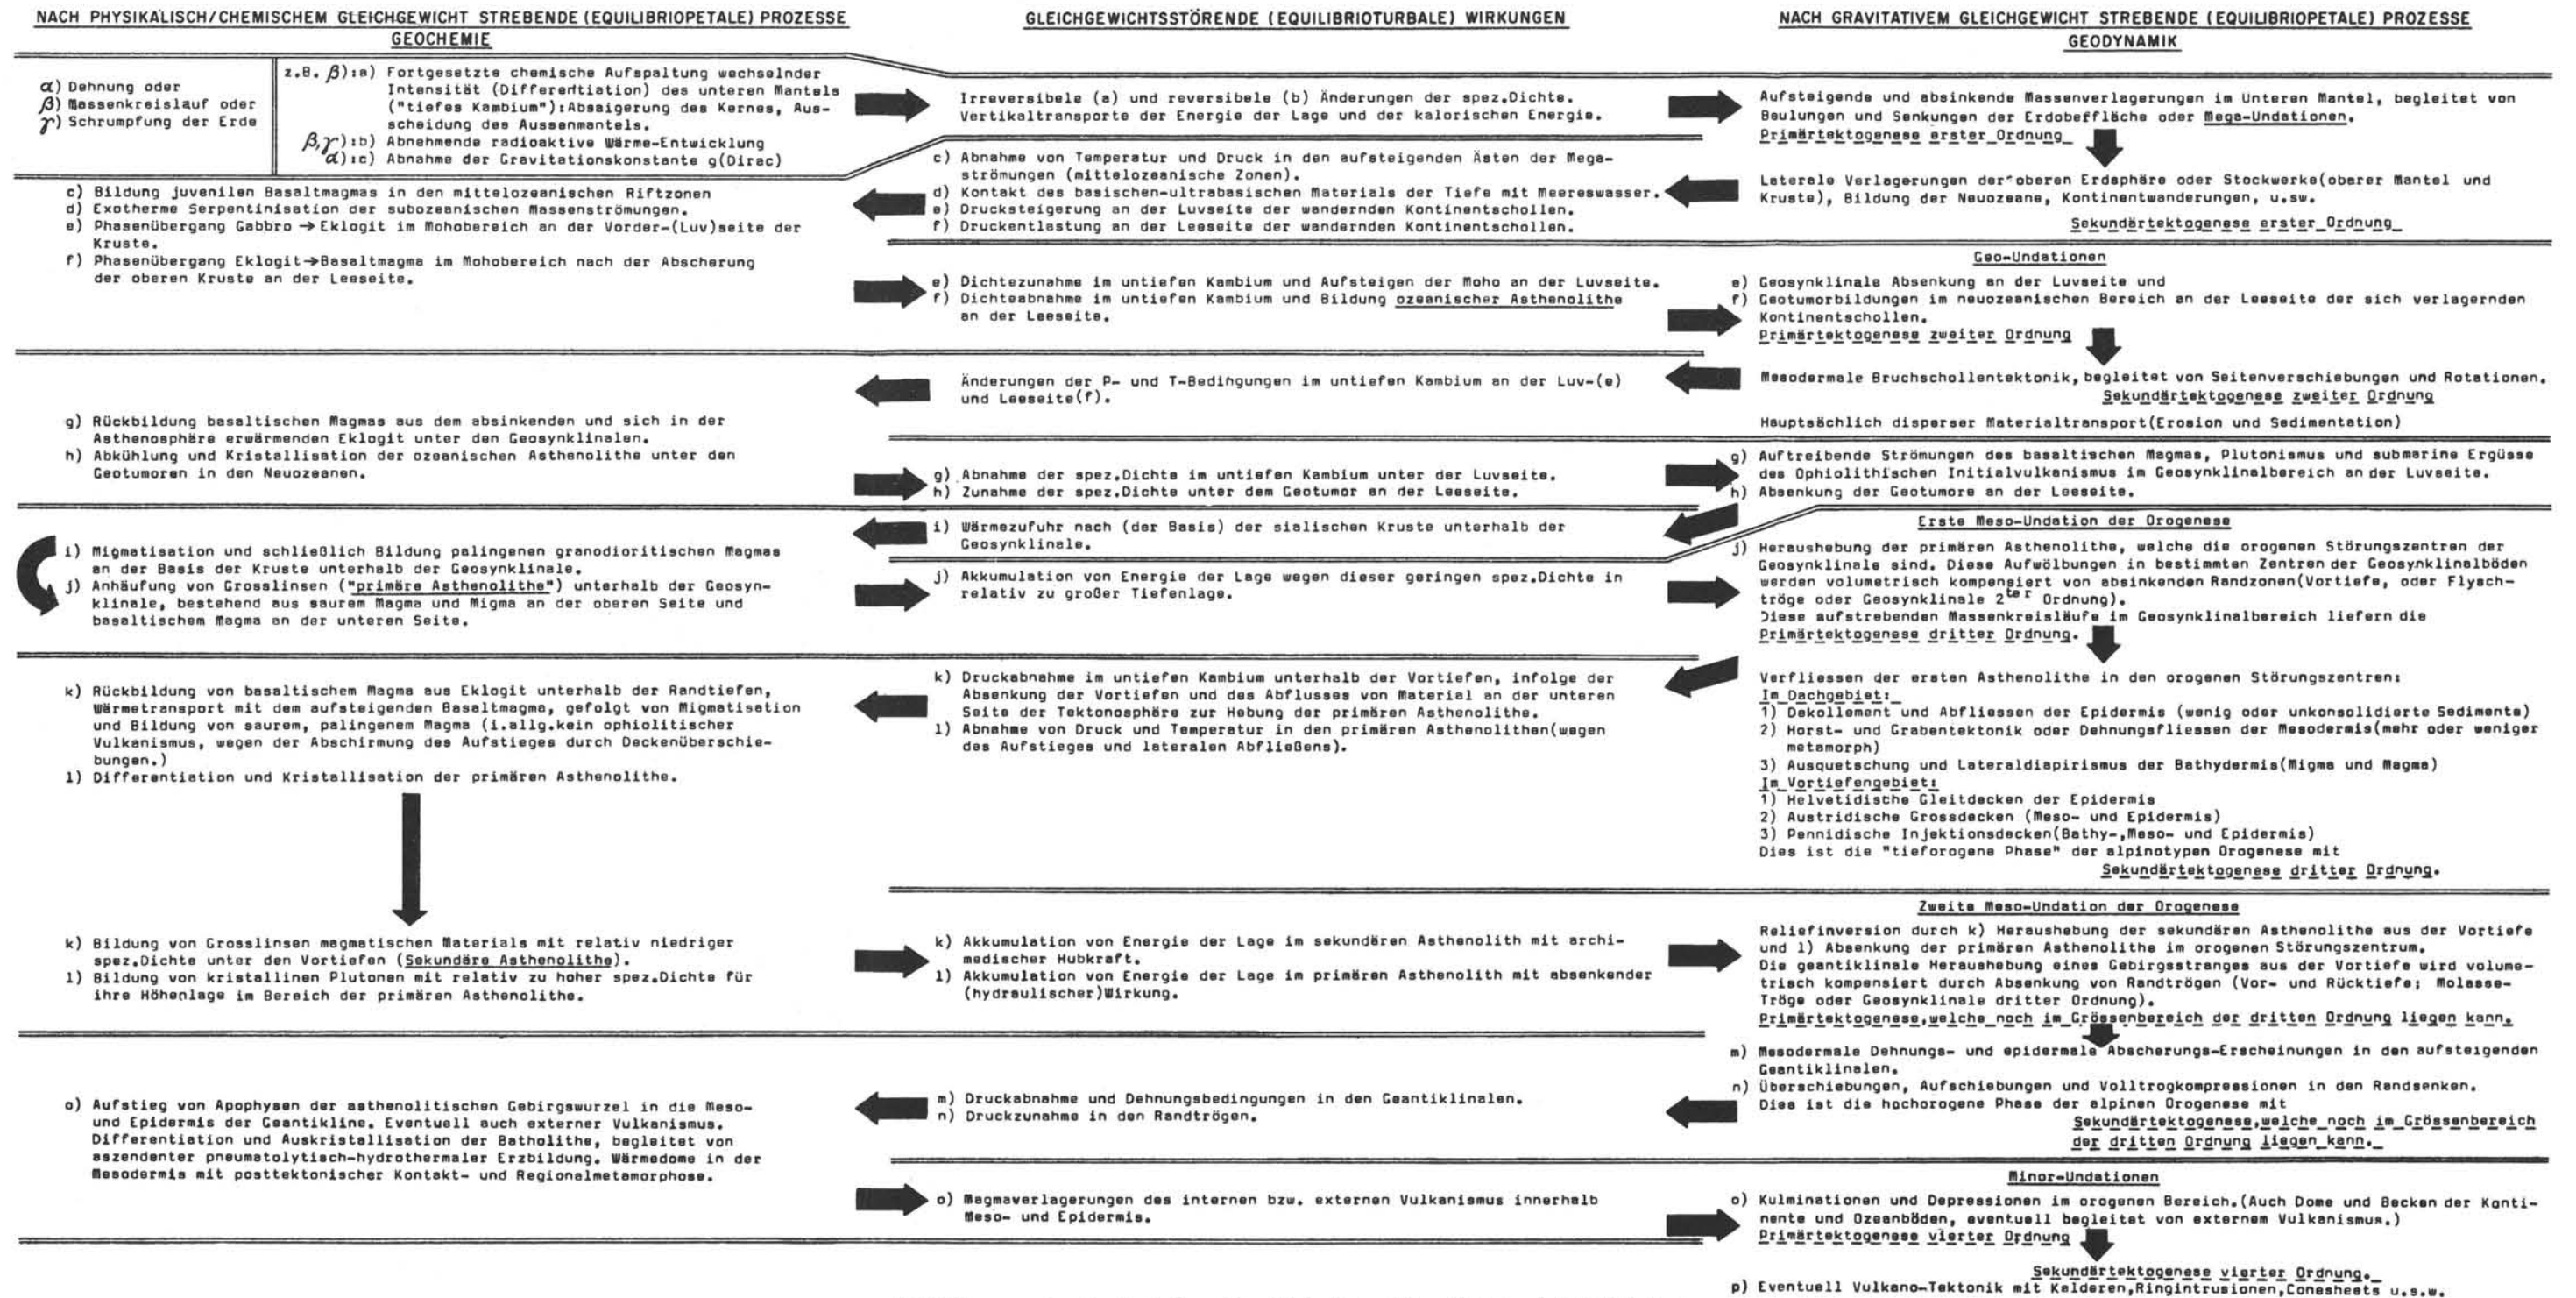 NACH PHYSIKALISCH/CHEMISCHEM GLEICHGEWICHT STREBENDE (EQUILIBRIOPETALE) PROZESSE
GEOCHEMIE
α) Dehnung oder
β) Massenkreislauf oder
γ) Schrumpfung der Erde
z.B. β):a) Fortgesetzte chemische Aufspaltung wechselnder
Intensität (Differertiation) des unteren Mantels
("tiefes Kambium"):Absaigerung des Kernes, Aus-
scheidung des Aussenmantels.
β,γ):b) Abnehmende radioaktive Wärme-Entwicklung
α):c) Abnahme der Gravitationskonstante g(Dirac)
c) Bildung juvenilen Basaltmagmas in den mittelozeanischen Riftzonen
d) Exotherme Serpentinisation der subozeanischen Massenströmungen.
e) Phasenübergang Gabbro → Eklogit im Mohobereich an der Vorder-(Luv)seite der
Kruste.
f) Phasenübergang Eklogit→Basaltmagma im Mohobereich nach der Abscherung
der oberen Kruste an der Leeseite.
g) Rückbildung basaltischen Magmas aus dem absinkenden und sich in der
Asthenosphäre erwärmenden Eklogit unter den Geosynklinalen.
h) Abkühlung und Kristallisation der ozeanischen Asthenolithe unter den
Geotumoren in den Neuozeanen.
i) Migmatisation und schließlich Bildung palingenen granodioritischen Magmas
an der Basis der Kruste unterhalb der Geosynklinale.
j) Anhäufung von Grosslinsen ("primäre Asthenolithe") unterhalb der Geosyn-
klinale, bestehend aus saurem Magma und Migma an der oberen Seite und
basaltischem Magma an der unteren Seite.
k) Rückbildung von basaltischem Magma aus Eklogit unterhalb der Randtiefen,
Wärmetransport mit dem aufsteigenden Basaltmagma, gefolgt von Migmatisation
und Bildung von saurem, palingenem Magma (i.allg.kein ophiolitischer
Vulkanismus, wegen der Abschirmung des Aufstieges durch Deckenüberschie-
bungen.)
l) Differentiation und Kristallisation der primären Asthenolithe.
k) Bildung von Grosslinsen magmatischen Materials mit relativ niedriger
spez.Dichte unter den Vortiefen (Sekundäre Asthenolithe).
l) Bildung von kristallinen Plutonen mit relativ zu hoher spez.Dichte für
ihre Höhenlage im Bereich der primären Asthenolithe.
o) Aufstieg von Apophysen der asthenolitischen Gebirgswurzel in die Meso-
und Epidermis der Geantikline. Eventuell auch externer Vulkanismus.
Differentiation und Auskristallisation der Batholithe, begleitet von
aszendenter pneumatolytisch-hydrothermaler Erzbildung. Wärmedome in der
Mesodermis mit posttektonischer Kontakt- und Regionalmetamorphose.
GLEICHGEWICHTSSTÖRENDE (EQUILIBRIOTURBALE) WIRKUNGEN
Irreversibele (a) und reversibele (b) Änderungen der spez.Dichte.
Vertikaltransporte der Energie der Lage und der kalorischen Energie.
c) Abnahme von Temperatur und Druck in den aufsteigenden Ästen der Mega-
strömungen (mittelozeanische Zonen).
d) Kontakt des basischen-ultrabasischen Materials der Tiefe mit Meereswasser.
e) Drucksteigerung an der Luvseite der wandernden Kontinentschollen.
f) Druckentlastung an der Leeseite der wandernden Kontinentschollen.
e) Dichtezunahme im untiefen Kambium und Aufsteigen der Moho an der Luvseite.
f) Dichteabnahme im untiefen Kambium und Bildung ozeanischer Asthenolithe
an der Leeseite.
Änderungen der P- und T-Bedingungen im untiefen Kambium an der Luv-(e)
und Leeseite(f).
g) Abnahme der spez.Dichte im untiefen Kambium unter der Luvseite.
h) Zunahme der spez.Dichte unter dem Geotumor an der Leeseite.
i) Wärmezufuhr nach (der Basis) der sialischen Kruste unterhalb der
Geosynklinale.
j) Akkumulation von Energie der Lage wegen dieser geringen spez.Dichte in
relativ zu großer Tiefenlage.
k) Druckabnahme im untiefen Kambium unterhalb der Vortiefen, infolge der
Absenkung der Vortiefen und des Abflusses von Material an der unteren
Seite der Tektonosphäre zur Hebung der primären Asthenolithe.
l) Abnahme von Druck und Temperatur in den primären Asthenolithen(wegen
des Aufstieges und lateralen Abfließens).
k) Akkumulation von Energie der Lage im sekundären Asthenolith mit archi-
medischer Hubkraft.
l) Akkumulation von Energie der Lage im primären Asthenolith mit absenkender
(hydraulischer)Wirkung.
m) Druckabnahme und Dehnungsbedingungen in den Geantiklinalen.
n) Druckzunahme in den Randtrögen.
o) Magmaverlagerungen des internen bzw. externen Vulkanismus innerhalb
Meso- und Epidermis.
NACH GRAVITATIVEM GLEICHGEWICHT STREBENDE (EQUILIBRIOPETALE) PROZESSE
GEODYNAMIK
Aufsteigende und absinkende Massenverlagerungen im Unteren Mantel, begleitet von
Beulungen und Senkungen der Erdobeffläche oder Mega-Undationen.
Primärtektogenese erster Ordnung
Laterale Verlagerungen der oberen Erdsphäre oder Stockwerke(oberer Mantel und
Kruste), Bildung der Neuozeane, Kontinentwanderungen, u.sw.
Sekundärtektogenese erster Ordnung
Geo-Undationen
e) Geosynklinale Absenkung an der Luvseite und
f) Geotumorbildungen im neuozeanischen Bereich an der Leeseite der sich verlagernden
Kontinentschollen.
Primärtektogenese zweiter Ordnung
Mesodermale Bruchschollentektonik, begleitet von Seitenverschiebungen und Rotationen.
Sekundärtektogenese zweiter Ordnung
Hauptsächlich disperser Materialtransport(Erosion und Sedimentation)
g) Auftreibende Strömungen des basaltischen Magmas, Plutonismus und submarine Ergüsse
des Ophiolithischen Initialvulkanismus im Geosynklinalbereich an der Luvseite.
h) Absenkung der Geotumore an der Leeseite.
Erste Meso-Undation der Orogenese
j) Heraushebung der primären Asthenolithe, welche die orogenen Störungszentren der
Geosynklinale sind. Diese Aufwölbungen in bestimmten Zentren der Geosynklinalböden
werden volumetrisch kompensiert von absinkenden Randzonen(Vortiefe, oder Flysch-
tröge oder Geosynklinale 2ter Ordnung).
Diese aufstrebenden Massenkreisläufe im Geosynklinalbereich liefern die
Primärtektogenese dritter Ordnung.
Verfliessen der ersten Asthenolithe in den orogenen Störungszentren:
Im Dachgebiet:
1) Dekollement und Abfliessen der Epidermis (wenig oder unkonsolidierte Sedimente)
2) Horst- und Grabentektonik oder Dehnungsfliessen der Mesodermis(mehr oder weniger
metamorph)
3) Ausquetschung und Lateraldiapirismus der Bathydermis(Migma und Magma)
Im Vortiefengebiet:
1) Helvetidische Gleitdecken der Epidermis
2) Austridische Grossdecken (Meso- und Epidermis)
3) Pennidische Injektionsdecken(Bathy-,Meso- und Epidermis)
Dies ist die "tieforogene Phase" der alpinotypen Orogenese mit
Sekundärtektogenese dritter Ordnung.
Zweite Meso-Undation der Orogenese
Reliefinversion durch k) Heraushebung der sekundären Asthenolithe aus der Vortiefe
und l) Absenkung der primären Asthenolithe im orogenen Störungszentrum.
Die geantiklinale Heraushebung eines Gebirgsstranges aus der Vortiefe wird volume-
trisch kompensiert durch Absenkung von Randtrögen (Vor- und Rücktiefe; Molasse-
Tröge oder Geosynklinale dritter Ordnung).
Primärtektogenese,welche noch im Grössenbereich der dritten Ordnung liegen kann.
m) Mesodermale Dehnungs- und epidermale Abscherungs-Erscheinungen in den aufsteigenden
Geantiklinalen.
n) Überschiebungen, Aufschiebungen und Volltrogkompressionen in den Randsenken.
Dies ist die hochorogene Phase der alpinen Orogenese mit
Sekundärtektogenese,welche noch im Grössenbereich
der dritten Ordnung liegen kann.
Minor-Undationen
o) Kulminationen und Depressionen im orogenen Bereich.(Auch Dome und Becken der Konti-
nente und Ozeanböden, eventuell begleitet von externem Vulkanismus.)
Primärtektogenese vierter Ordnung
Sekundärtektogenese vierter Ordnung.
p) Eventuell Vulkano-Tektonik mit Kelderen,Ringintrusionen,Conesheets u.s.w.